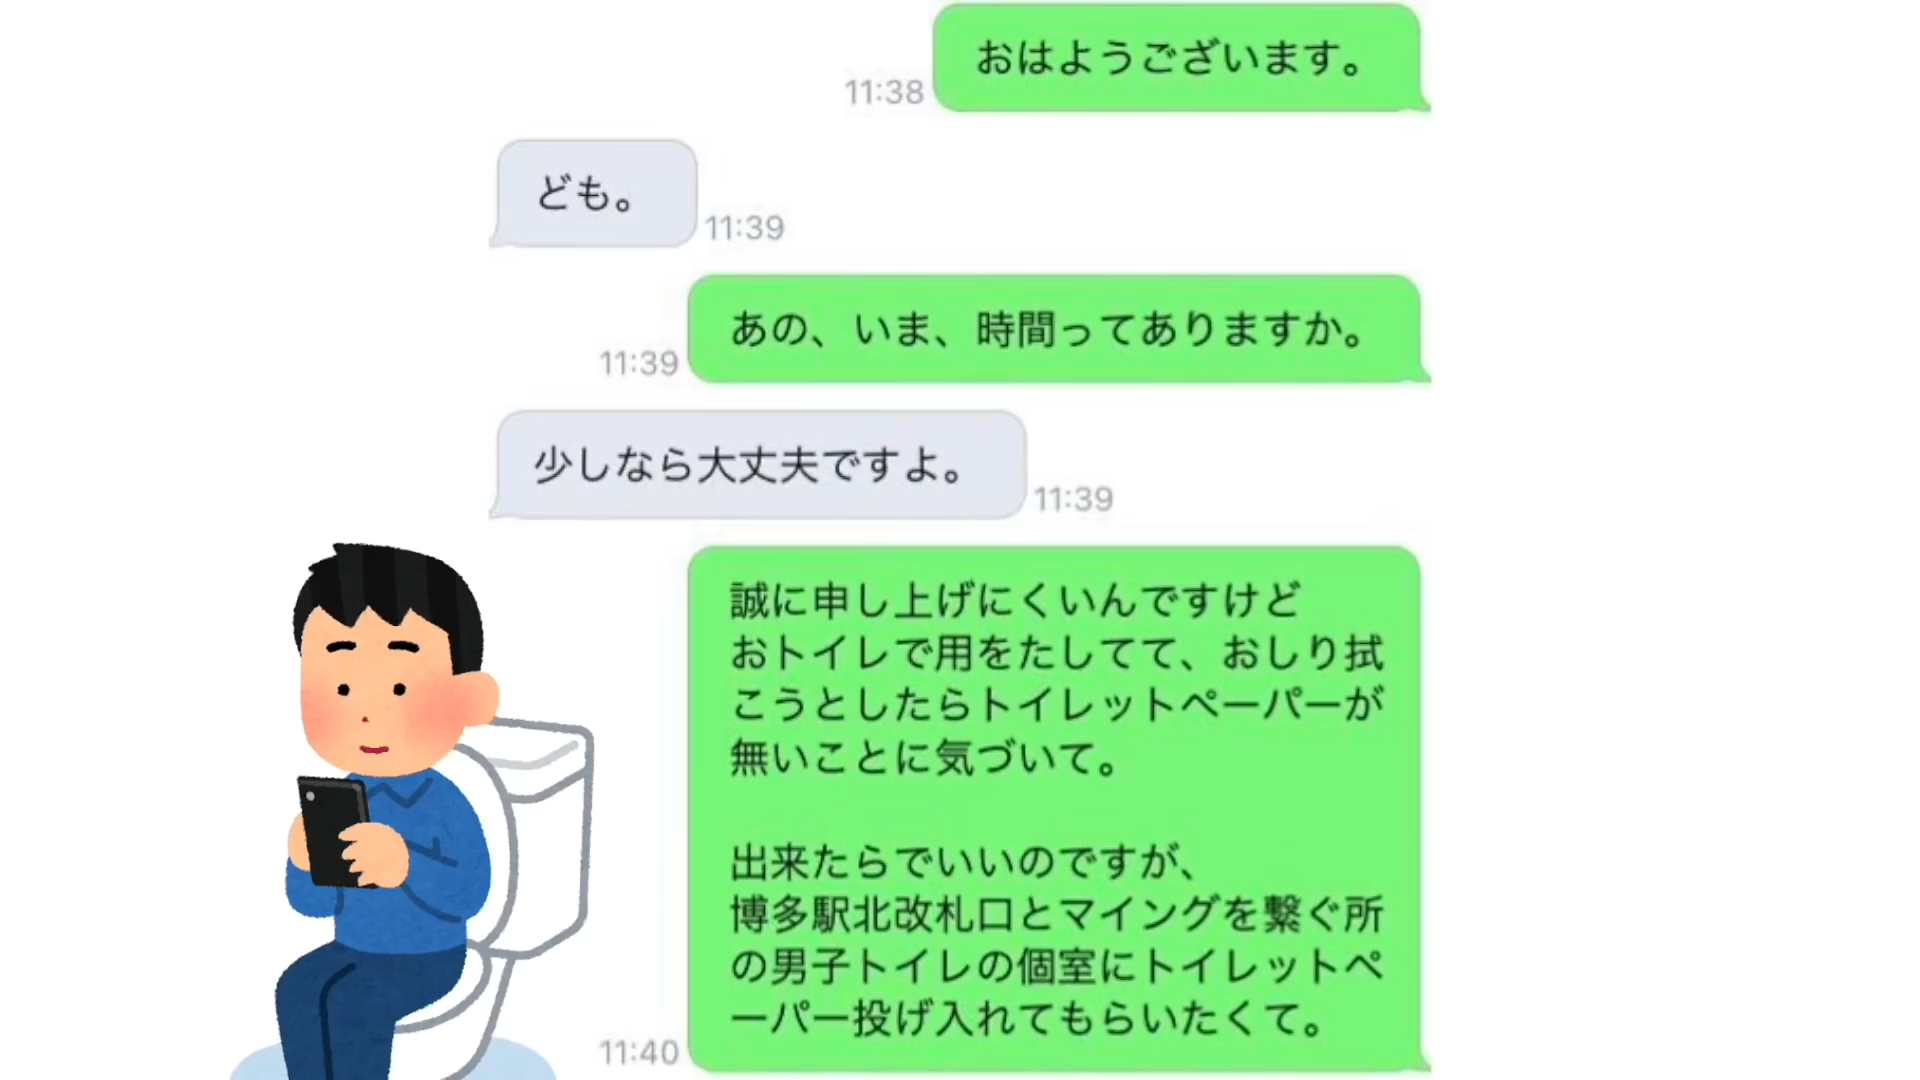 おはようございます。
11:38
ども。
11:39
あの、いま、時間ってありますか。
11:39
少しなら大丈夫ですよ。
11:39
誠に申し上げにくいんですけど
おトイレで用をたしてて、おしり拭
こうとしたらトイレットペーパーが
無いことに気づいて。
出来たらでいいのですが、
博多駅北改札口とマイングを繋ぐ所
の男子トイレの個室にトイレットペ
ーパー投げ入れてもらいたくて。
11:40